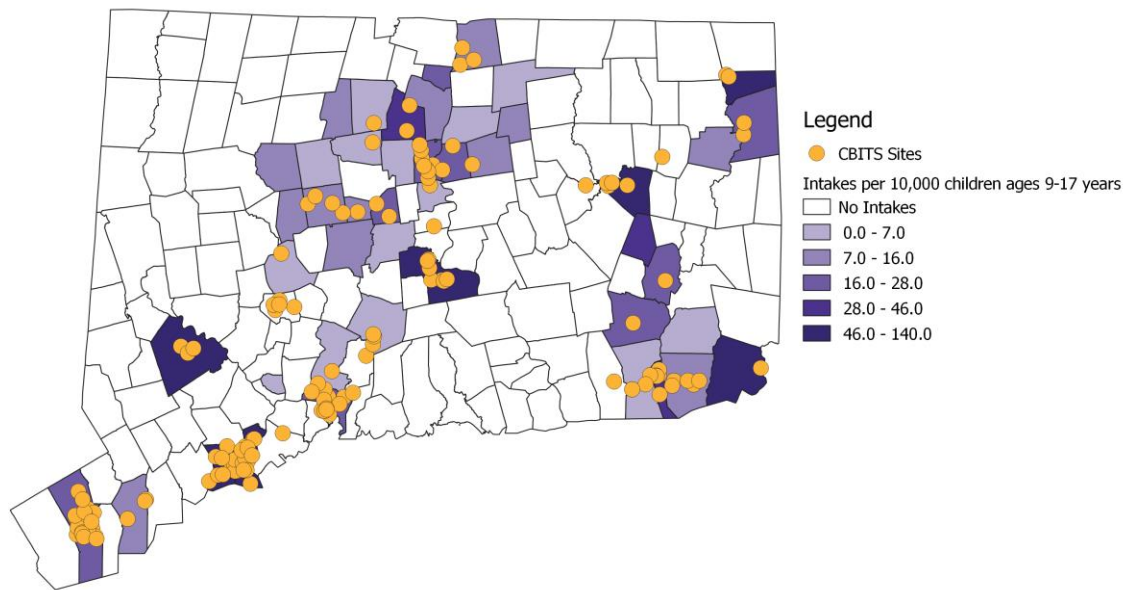 Legend
CBITS Sites
Intakes per 10,000 children ages 9-17 years
No Intakes
0.0 - 7.0
7.0 - 16.0
16.0 - 28.0
28.0 - 46.0
46.0 - 140.0